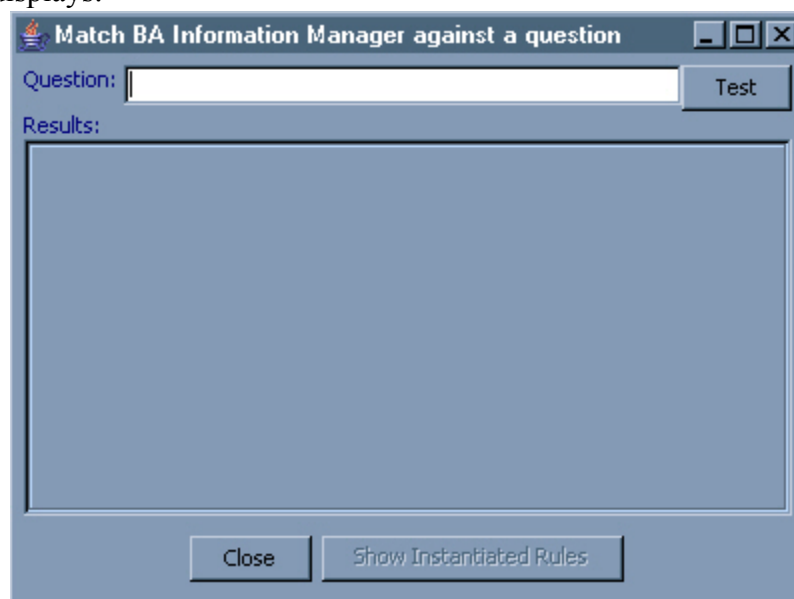 displays:
Match BA Information Manager against a question
Question:
Test
Results:
Close
Show Instantiated Rules